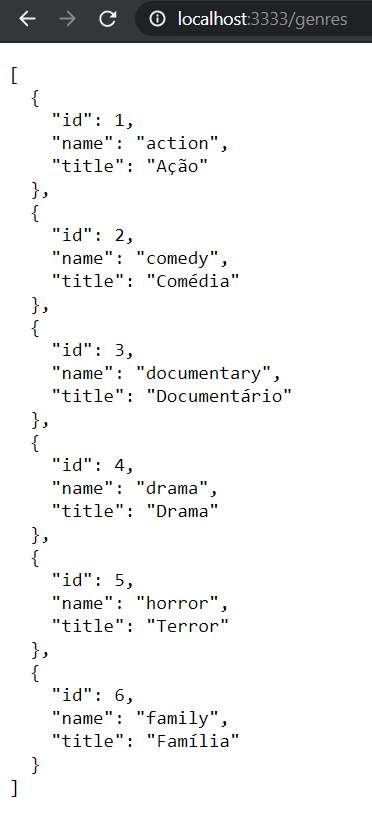 localhost:3333/genres
[
  {
    "id": 1,
    "name": "action",
    "title": "Ação"
  },
  {
    "id": 2,
    "name": "comedy",
    "title": "Comédia"
  },
  {
    "id": 3,
    "name": "documentary",
    "title": "Documentário"
  },
  {
    "id": 4,
    "name": "drama",
    "title": "Drama"
  },
  {
    "id": 5,
    "name": "horror",
    "title": "Terror"
  },
  {
    "id": 6,
    "name": "family",
    "title": "Família"
  }
]